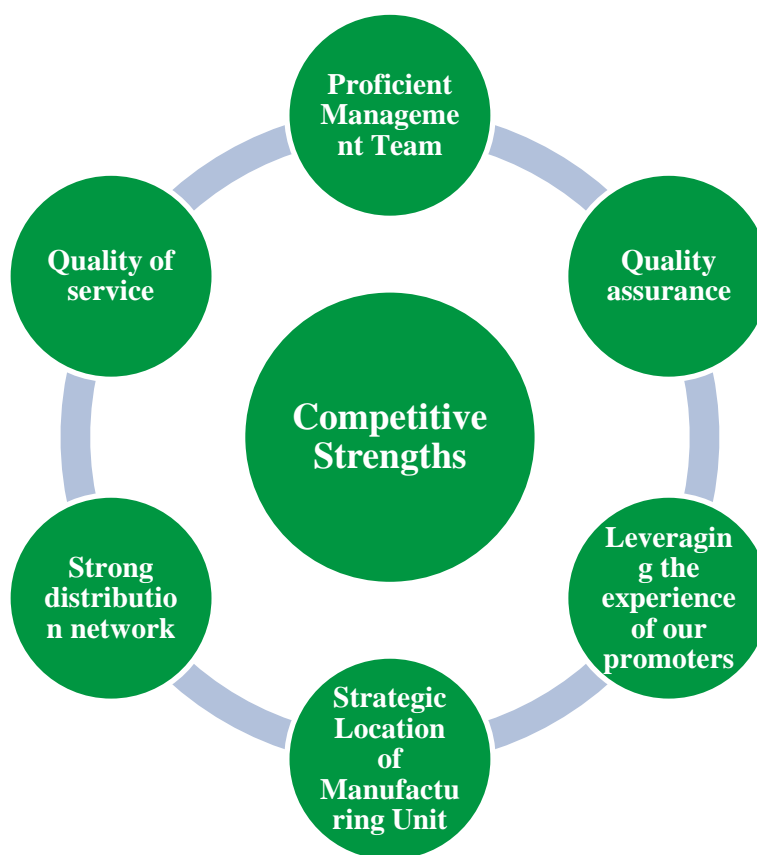 Proficient
Manageme
nt Team
Quality of
service
Quality
assurance
Competitive
Strengths
Strong
distributio
n network
Leveragin
g the
experience
of our
promoters
Strategic
Location
of
Manufactu
ring Unit